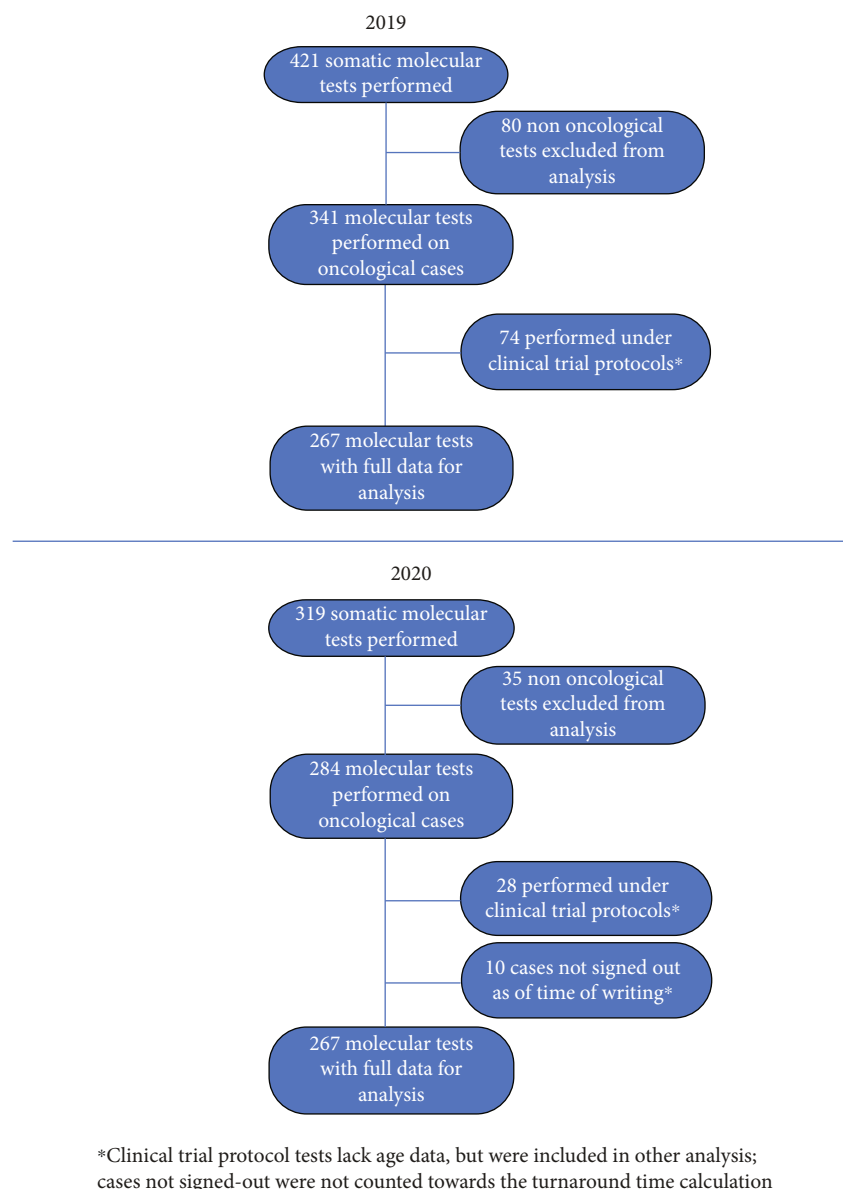 2019
421 somatic molecular
tests performed
80 non oncological
tests excluded from
analysis
341 molecular tests
performed on
oncological cases
74 performed under
clinical trial protocols*
267 molecular tests
with full data for
analysis
2020
319 somatic molecular
tests performed
35 non oncological
tests excluded from
analysis
284 molecular tests
performed on
oncological cases
28 performed under
clinical trial protocols*
10 cases not signed out
as of time of writing*
267 molecular tests
with full data for
analysis
*Clinical trial protocol tests lack age data, but were included in other analysis;
cases not signed-out were not counted towards the turnaround time calculation